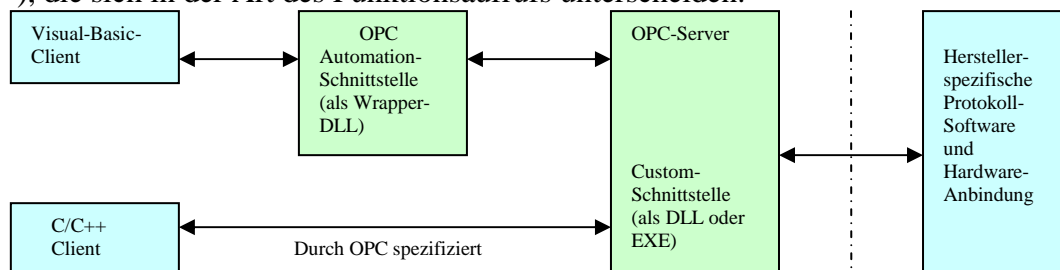 ), die sich in der Art des Funktionsaufrufs unterscheiden.
Visual-Basic-
Client
OPC
Automation-
Schnittstelle
(als Wrapper-
DLL)
OPC-Server
Custom-
Schnittstelle
(als DLL oder
EXE)
Hersteller-
spezifische
Protokoll-
Software
und
Hardware-
Anbindung
C/C++
Client
Durch OPC spezifiziert